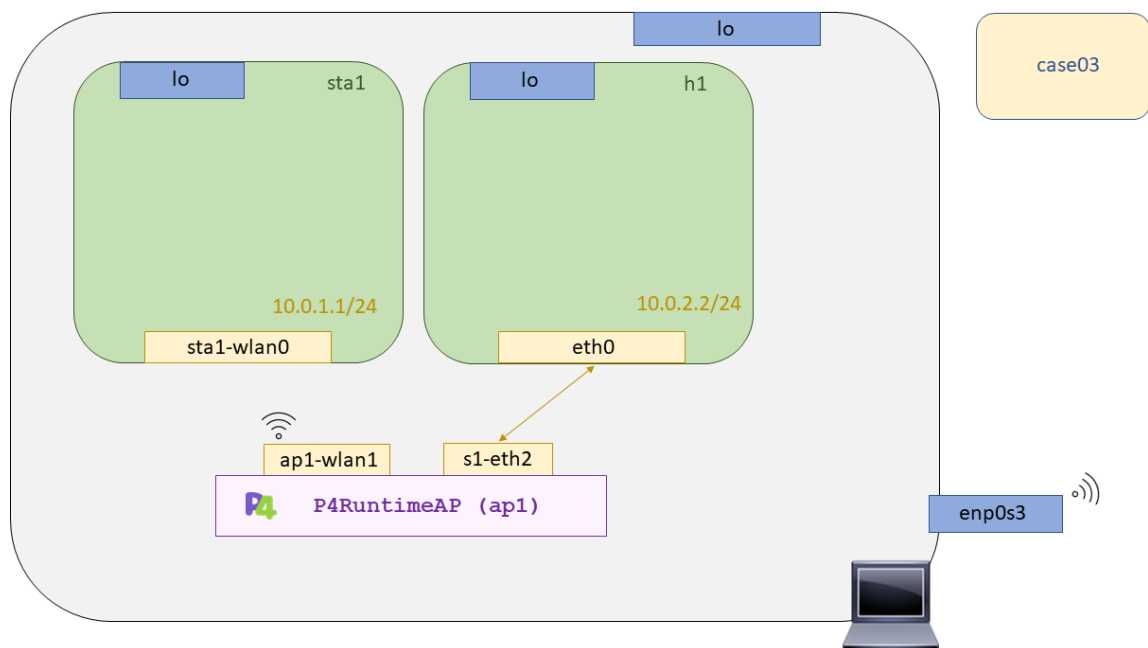 lo
case03
lo
sta1
lo
h1
10.0.1.1/24
10.0.2.2/24
sta1-wlan0
eth0
ap1-wlan1
s1-eth2
P4
P4RuntimeAP (ap1)
enp0s3